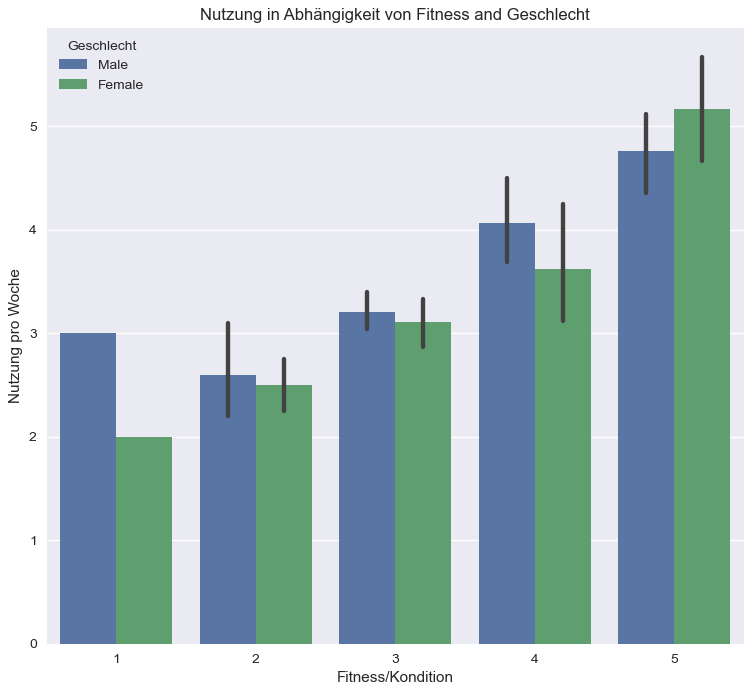 Nutzung in Abhängigkeit von Fitness and Geschlecht
Geschlecht
Male
Female
Nutzung pro Woche
5
4
3
2
1
0
1 2 3 4 5
Fitness/Kondition